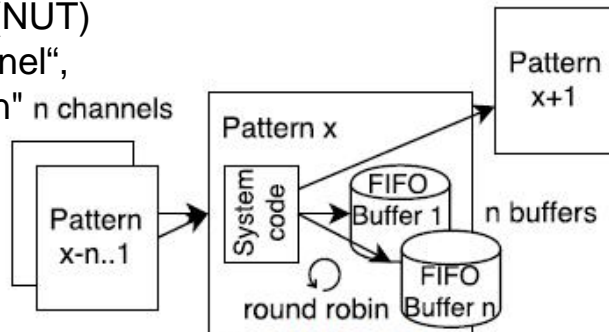 (NUT)
nel“,
n" n channels
Pattern
x-n..1
Pattern x
System
code
FIFO
Buffer 1
FIFO
Buffer n
round robin
n buffers
Pattern
x+1